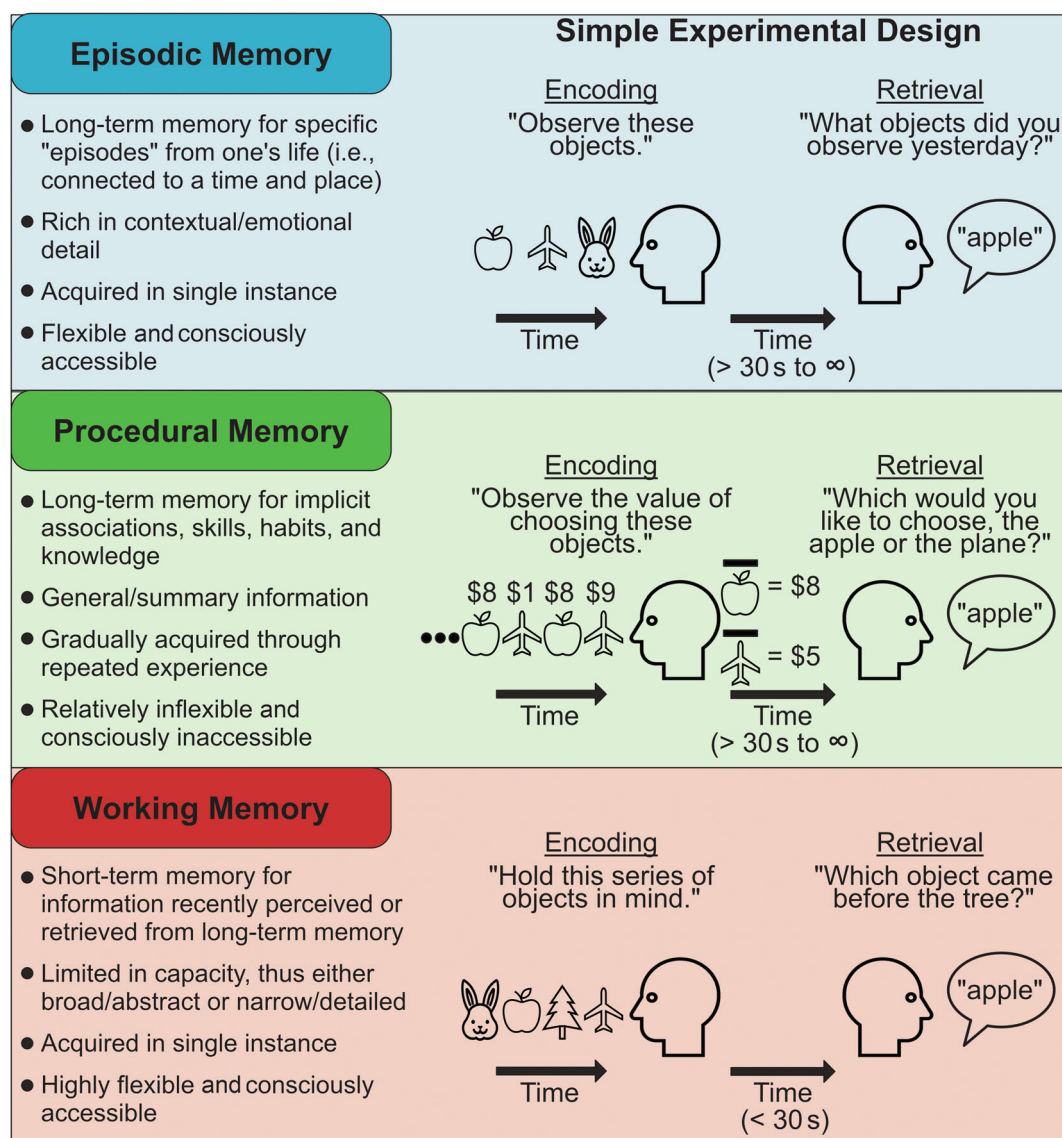 Episodic Memory
Simple Experimental Design
● Long-term memory for specific
"episodes" from one's life (i.e.,
connected to a time and place)
● Rich in contextual/emotional
detail
● Acquired in single instance
● Flexible and consciously
accessible
Encoding
"Observe these
objects."
Retrieval
"What objects did you
observe yesterday?"
"apple"
Time
Time
(> 30 s to ∞)
Procedural Memory
● Long-term memory for implicit
associations, skills, habits, and
knowledge
● General/summary information
● Gradually acquired through
repeated experience
● Relatively inflexible and
consciously inaccessible
Encoding
"Observe the value of
choosing these
objects."
Retrieval
"Which would you
like to choose, the
apple or the plane?"
$8 $1 $8 $9
= $8
= $5
"apple"
Time
Time
(> 30 s to ∞)
Working Memory
● Short-term memory for
information recently perceived or
retrieved from long-term memory
● Limited in capacity, thus either
broad/abstract or narrow/detailed
● Acquired in single instance
● Highly flexible and consciously
accessible
Encoding
"Hold this series of
objects in mind."
Retrieval
"Which object came
before the tree?"
"apple"
Time
Time
(< 30 s)